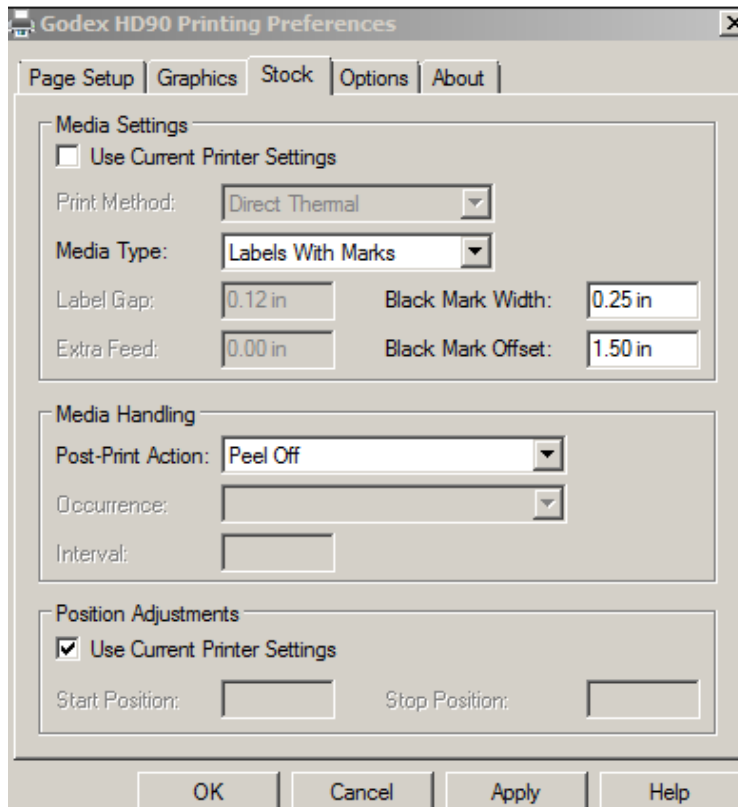 Godex HD90 Printing Preferences
Page Setup Graphics Stock Options About
Media Settings
Use Current Printer Settings
Print Method: Direct Thermal
Media Type: Labels With Marks
Label Gap: 0.12 in Black Mark Width: 0.25 in
Extra Feed: 0.00 in Black Mark Offset: 1.50 in
Media Handling
Post-Print Action: Peel Off
Occurrence:
Interval:
Position Adjustments
Use Current Printer Settings
Start Position: Stop Position:
OK Cancel Apply Help